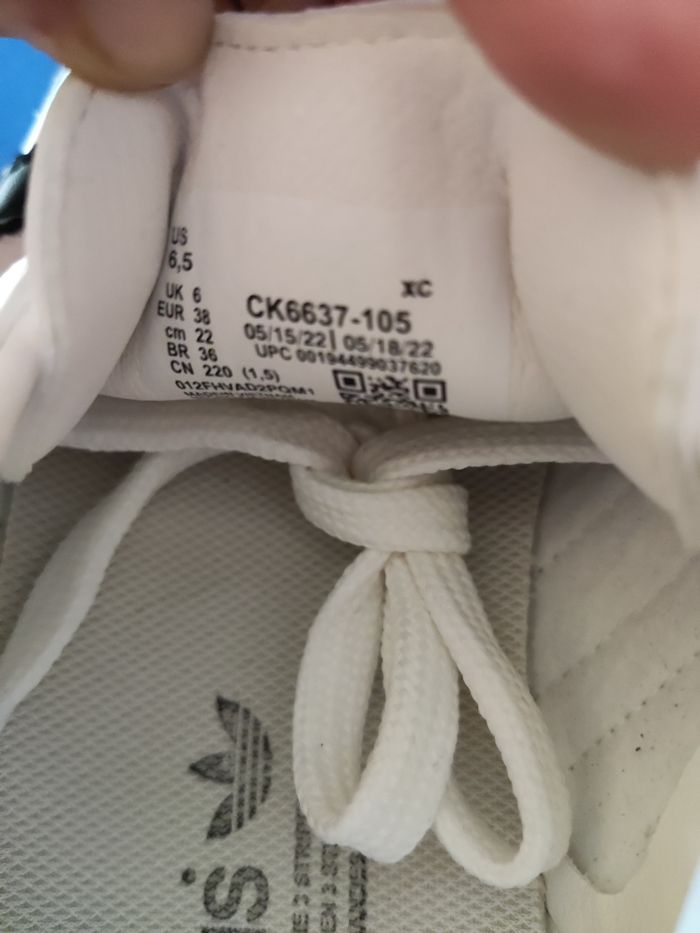 US
6,5
UK 6
EUR 38
cm 22
BR 36
CN 220 (1,5)
XC
CK6637-105
05/15/22 | 05/18/22
UPC 00194499037620
012FHVAD2PQM1